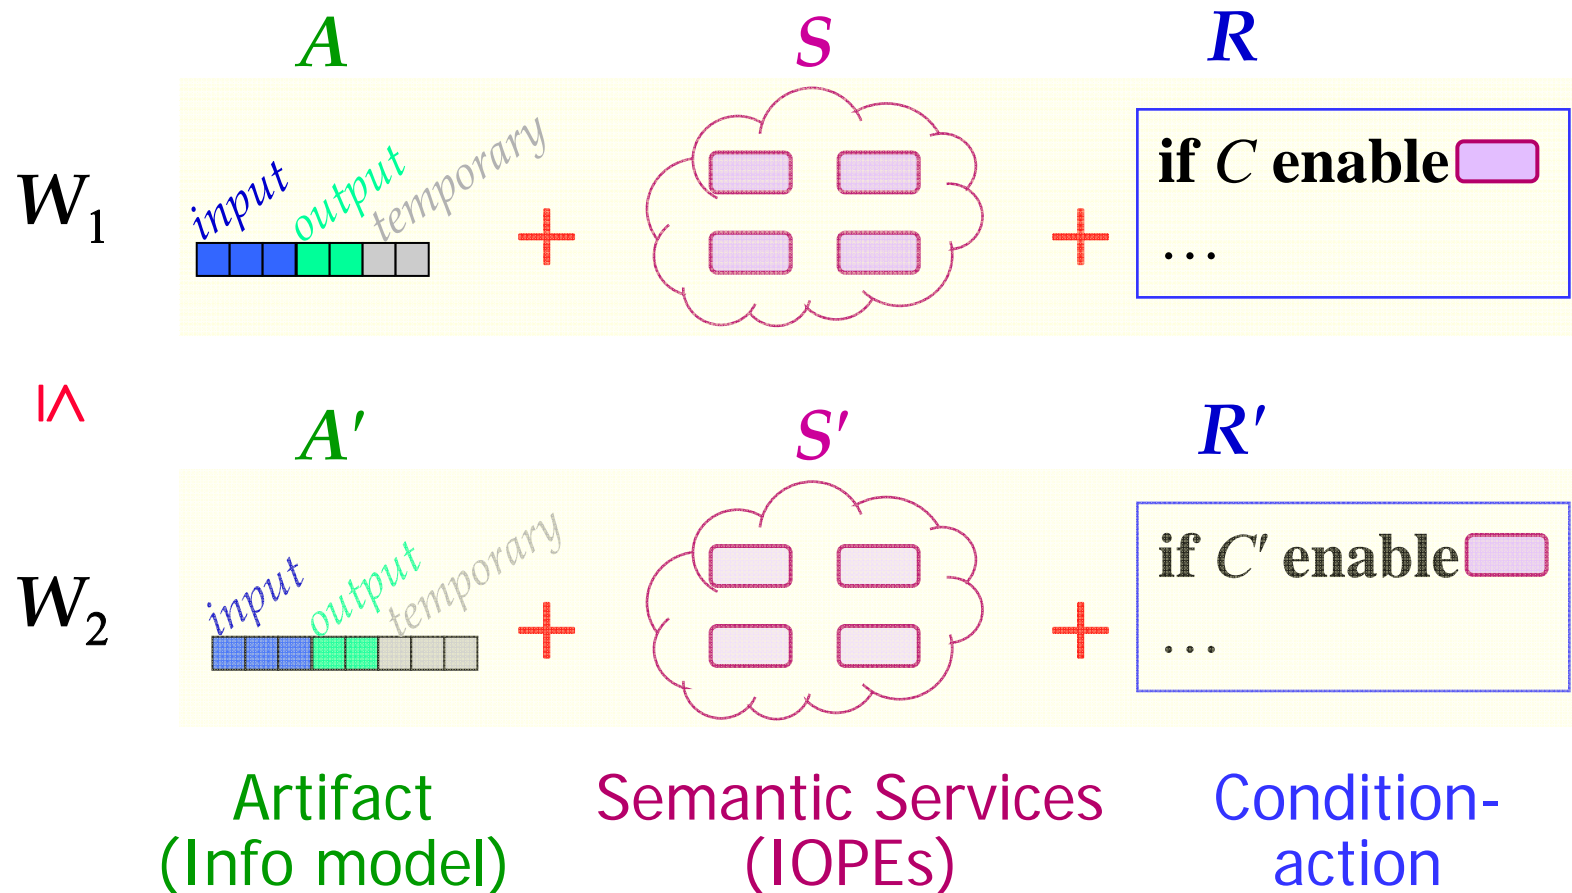 A S R
W1
input output temporary + + if C enable
...
≤
A′ S′ R′
W2
input output temporary + + if C′ enable
...
Artifact Semantic Services Condition-
(Info model) (IOPEs) action